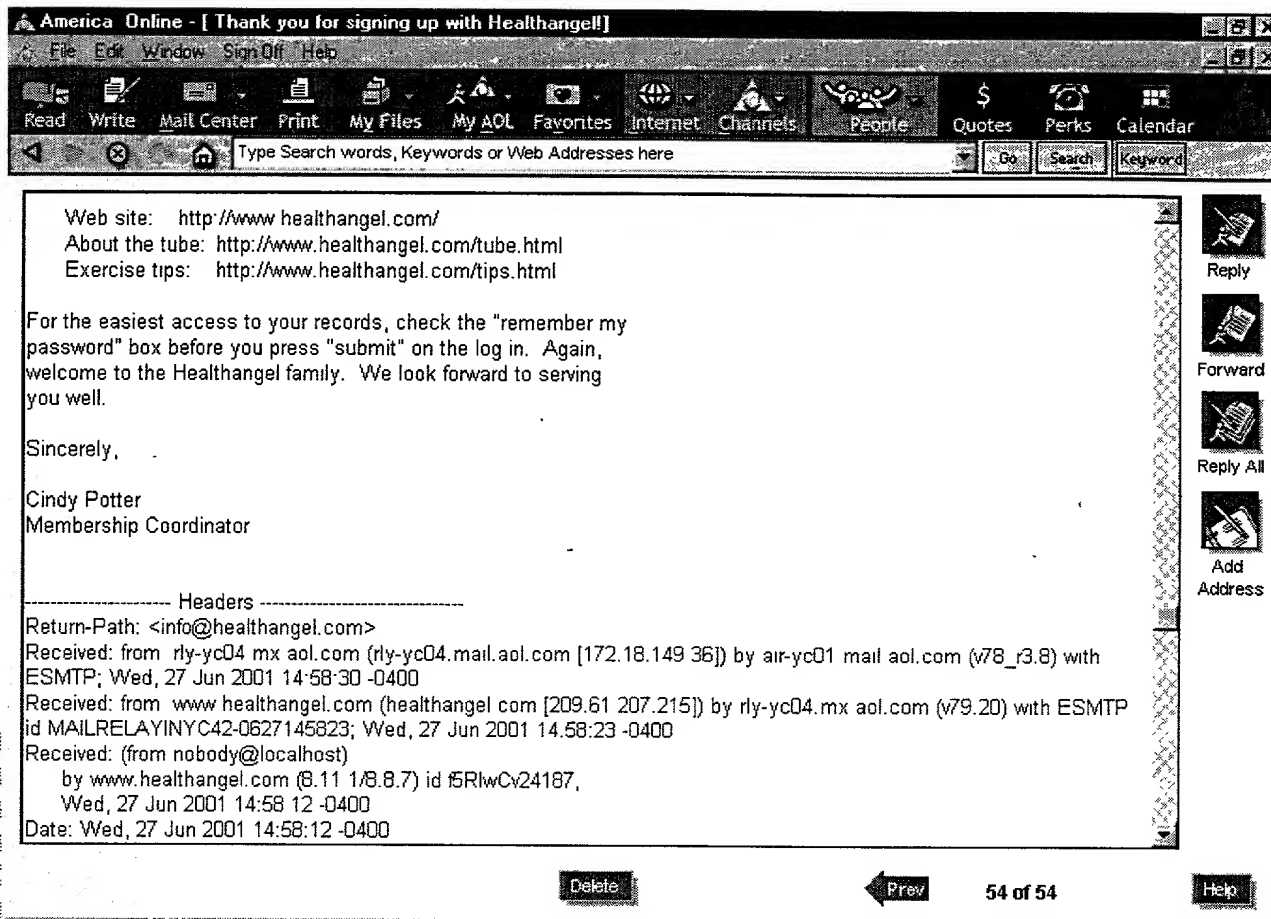 America Online - [ Thank you for signing up with Healthangel!]
File Edit Window Sign Off Help
Read Write Mail Center Print My Files My AOL Favorites Internet Channels People Quotes Perks Calendar
Type Search words, Keywords or Web Addresses here Go Search Keyword
Web site: http://www healthangel.com/
About the tube: http://www.healthangel.com/tube.html
Exercise tips: http://www.healthangel.com/tips.html
Reply
For the easiest access to your records, check the "remember my
password" box before you press "submit" on the log in. Again,
welcome to the Healthangel family. We look forward to serving
you well.
Forward
Sincerely,
Reply All
Cindy Potter
Membership Coordinator
Add
Address
---------------------- Headers --------------------------------
Return-Path: <info@healthangel.com>
Received: from rly-yc04 mx aol.com (rly-yc04.mail.aol.com [172.18.149 36]) by air-yc01 mail aol.com (v78_r3.8) with
ESMTP; Wed, 27 Jun 2001 14:58:30 -0400
Received: from www healthangel.com (healthangel com [209.61 207.215]) by rly-yc04.mx aol.com (v79.20) with ESMTP
id MAILRELAYINYC42-0627145823; Wed, 27 Jun 2001 14.58:23 -0400
Received: (from nobody@localhost)
by www.healthangel.com (8.11 1/8.8.7) id f5RIwCv24187,
Wed, 27 Jun 2001 14:58 12 -0400
Date: Wed, 27 Jun 2001 14:58:12 -0400
Delete Prev 54 of 54 Help